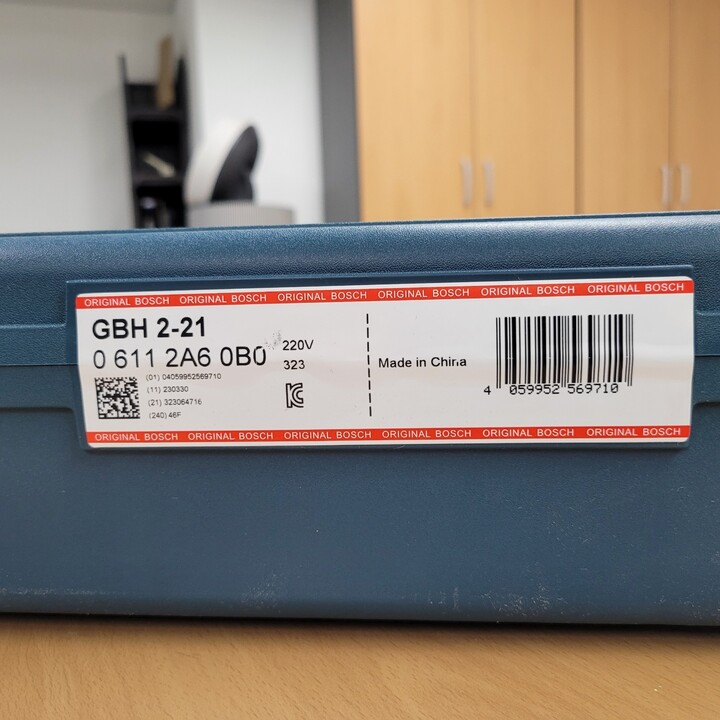 ORIGINAL BOSCH ORIGINAL BOSCH ORIGINAL BOSCH ORIGINAL BOSCH ORIGINAL BOSCH ORIGINAL BOSCH
GBH 2-21
0 611 2A6 0B0
220V
323
(01) 04059952569710
(11) 230330
(21) 323064716
(240) 46F
Made in China
4 059952 569710
ORIGINAL BOSCH ORIGINAL BOSCH ORIGINAL BOSCH ORIGINAL BOSCH ORIGINAL BOSCH ORIGINAL BOSCH